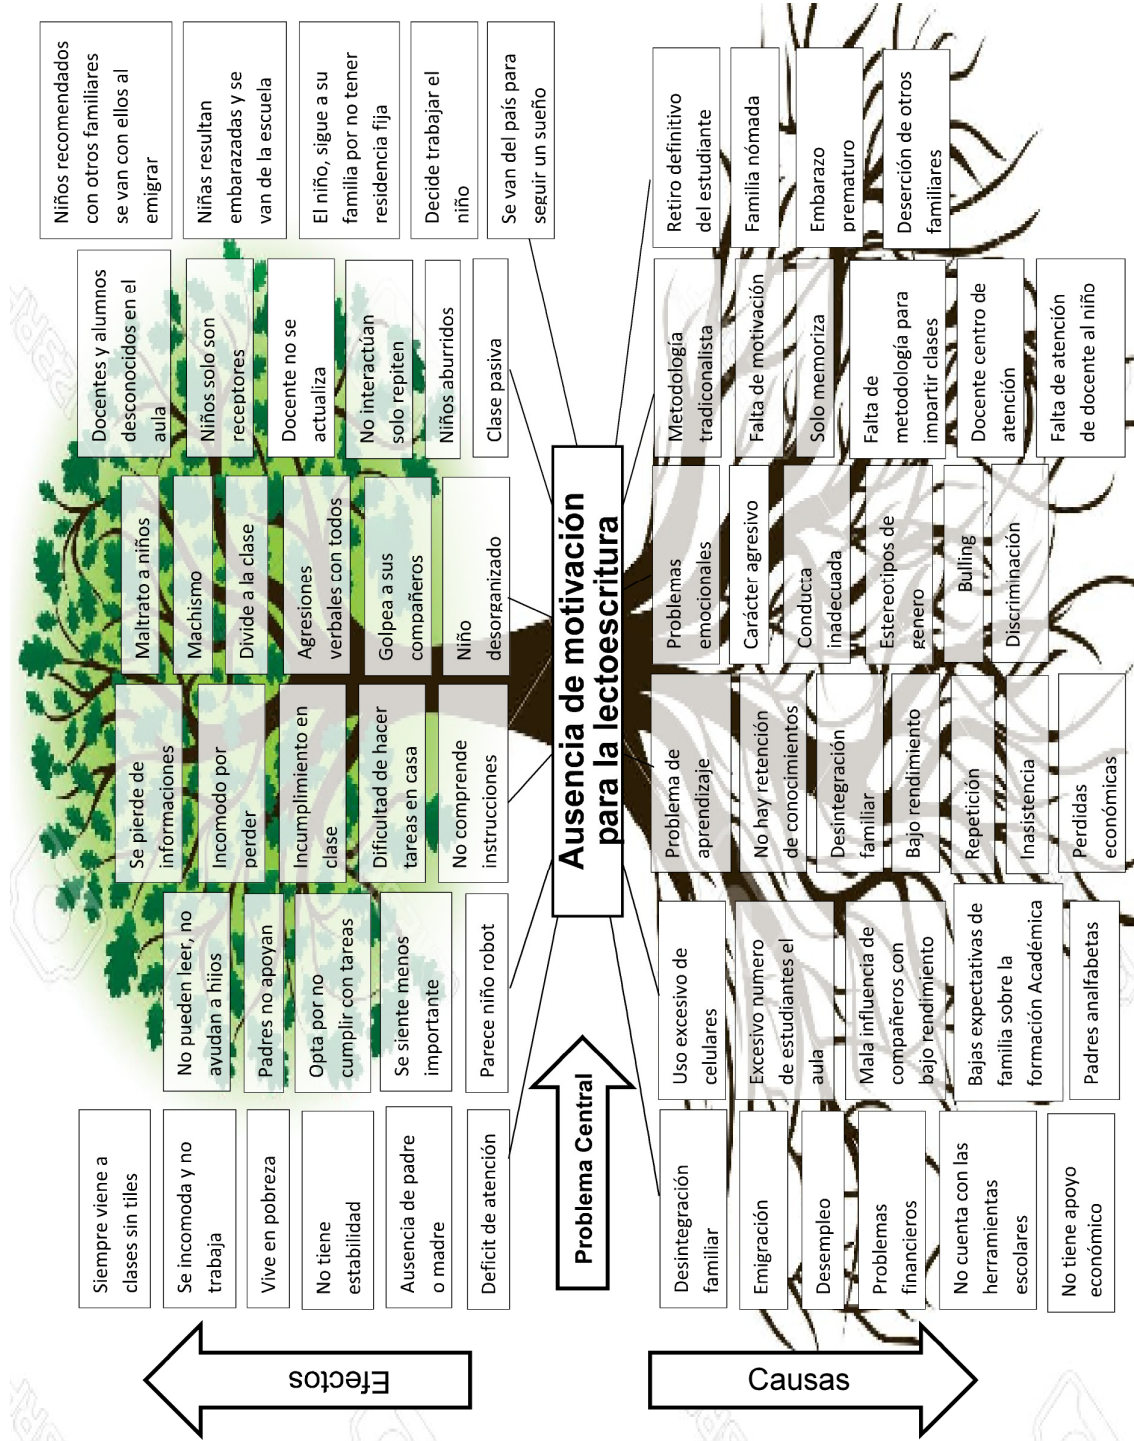 Niños recomendados
con otros familiares
se van con ellos al
emigrar
Niñas resultan
embarazadas y se
van de la escuela
El niño, sigue a su
familia por no tener
residencia fija
Decide trabajar el
niño
Se van del país para
seguir un sueño
Docentes y alumnos
desconocidos en el
aula
Niños solo son
receptores
Docente no se
actualiza
No interactúan
solo repiten
Niños aburridos
Clase pasiva
Maltrato a niños
Machismo
Divide a la clase
Agresiones
verbales con todos
Golpea a sus
compañeros
Niño
desorganizado
Se pierde de
informaciones
Incomodo por
perder
Incumplimiento en
clase
Dificultad de hacer
tareas en casa
No comprende
instrucciones
No pueden leer, no
ayudan a hijos
Padres no apoyan
Opta por no
cumplir con tareas
Se siente menos
importante
Parece niño robot
Siempre viene a
clases sin tiles
Se incomoda y no
trabaja
Vive en pobreza
No tiene
estabilidad
Ausencia de padre
o madre
Deficit de atención
Efectos
Problema Central
Ausencia de motivación
para la lectoescritura
Causas
Retiro definitivo
del estudiante
Familia nómada
Embarazo
prematuro
Deserción de otros
familiares
Metodología
tradiconalista
Falta de motivación
Solo memoriza
Falta de
metodología para
impartir clases
Docente centro de
atención
Falta de atención
de docente al niño
Problemas
emocionales
Carácter agresivo
Conducta
inadecuada
Estereotipos de
genero
Bulling
Discriminación
Problema de
aprendizaje
No hay retención
de conocimientos
Desintegración
familiar
Bajo rendimiento
Repetición
Inasistencia
Perdidas
económicas
Uso excesivo de
celulares
Excesivo numero
de estudiantes el
aula
Mala influencia de
compañeros con
bajo rendimiento
Bajas expectativas de
familia sobre la
formación Académica
Padres analfabetas
Desintegración
familiar
Emigración
Desempleo
Problemas
financieros
No cuenta con las
herramientas
escolares
No tiene apoyo
económico